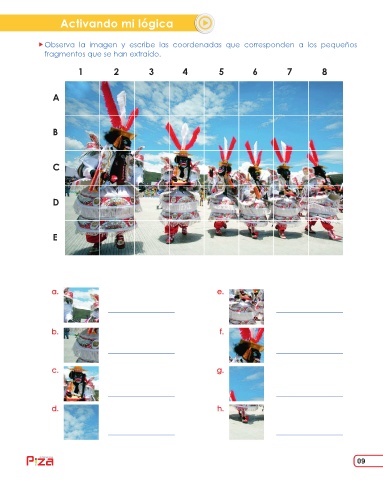 Activando mi lógica
Observa la imagen y escribe las coordenadas que corresponden a los pequeños
fragmentos que se han extraído.
1 2 3 4 5 6 7 8
A
B
C
D
E
a. e.
b. f.
c. g.
d. h.
Piza
09